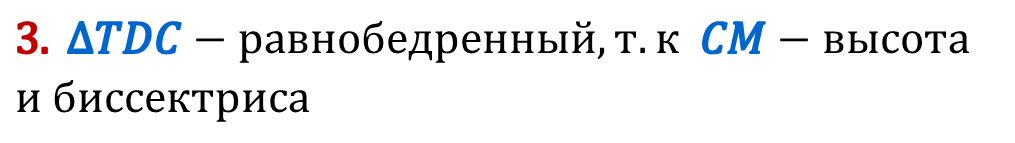 3. ΔTDC − равнобедренный, т. к CM − высота
и биссектриса